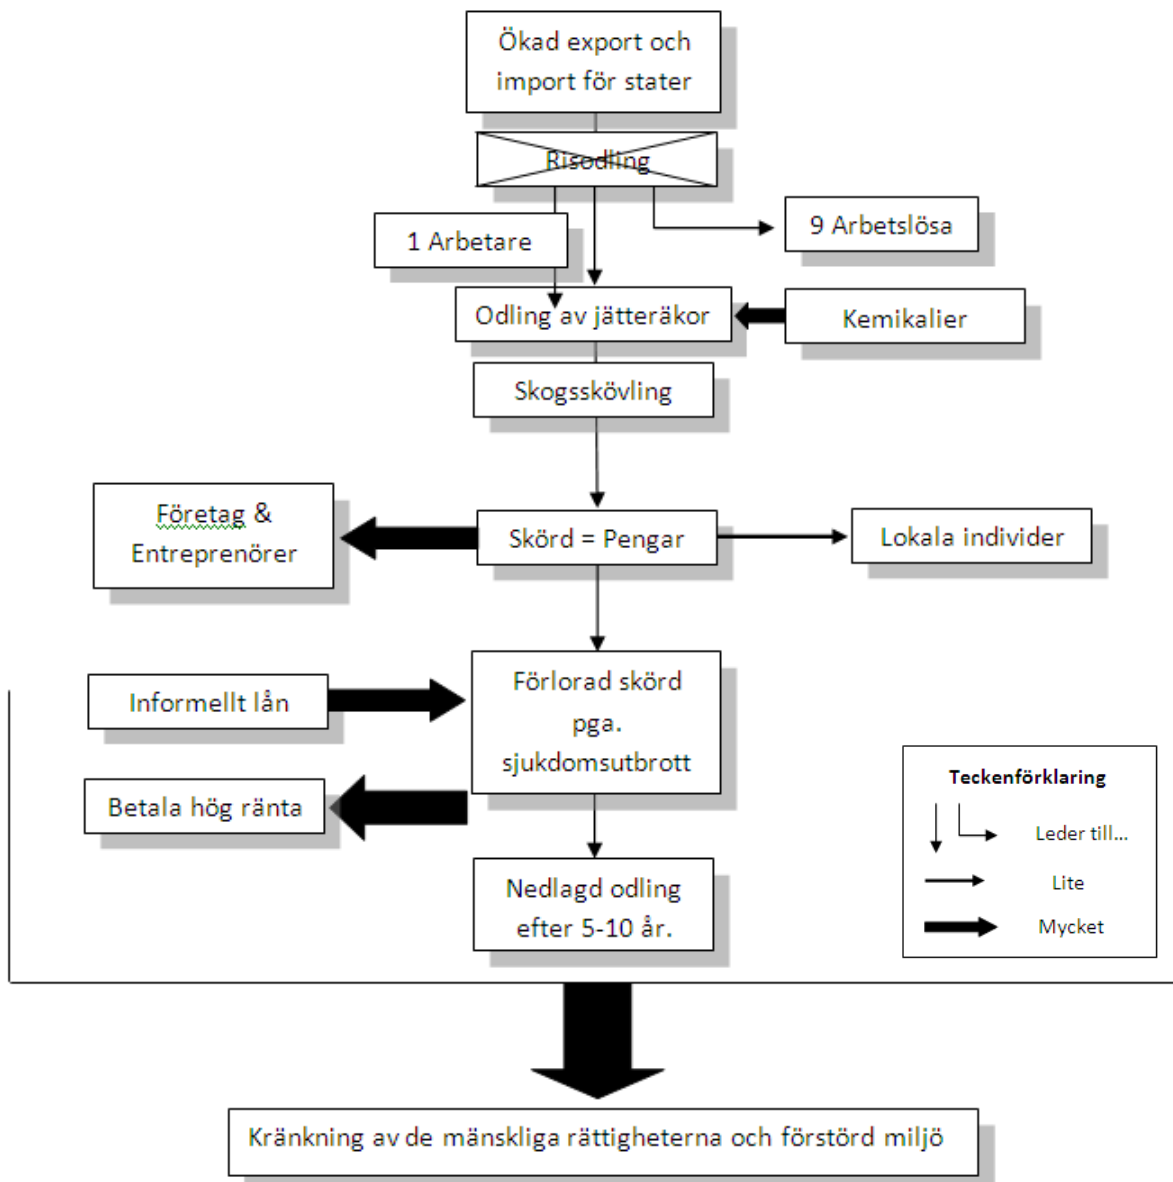 Ökad export och
import för stater
Risodling
1 Arbetare
9 Arbetslösa
Odling av jätteräkor
Kemikalier
Skogsskövling
Företag &
Entreprenörer
Skörd = Pengar
Lokala individer
Informellt lån
Förlorad skörd
pga.
sjukdomsutbrott
Betala hög ränta
Nedlagd odling
efter 5-10 år.
Teckenförklaring
Leder till...
Lite
Mycket
Kränkning av de mänskliga rättigheterna och förstörd miljö